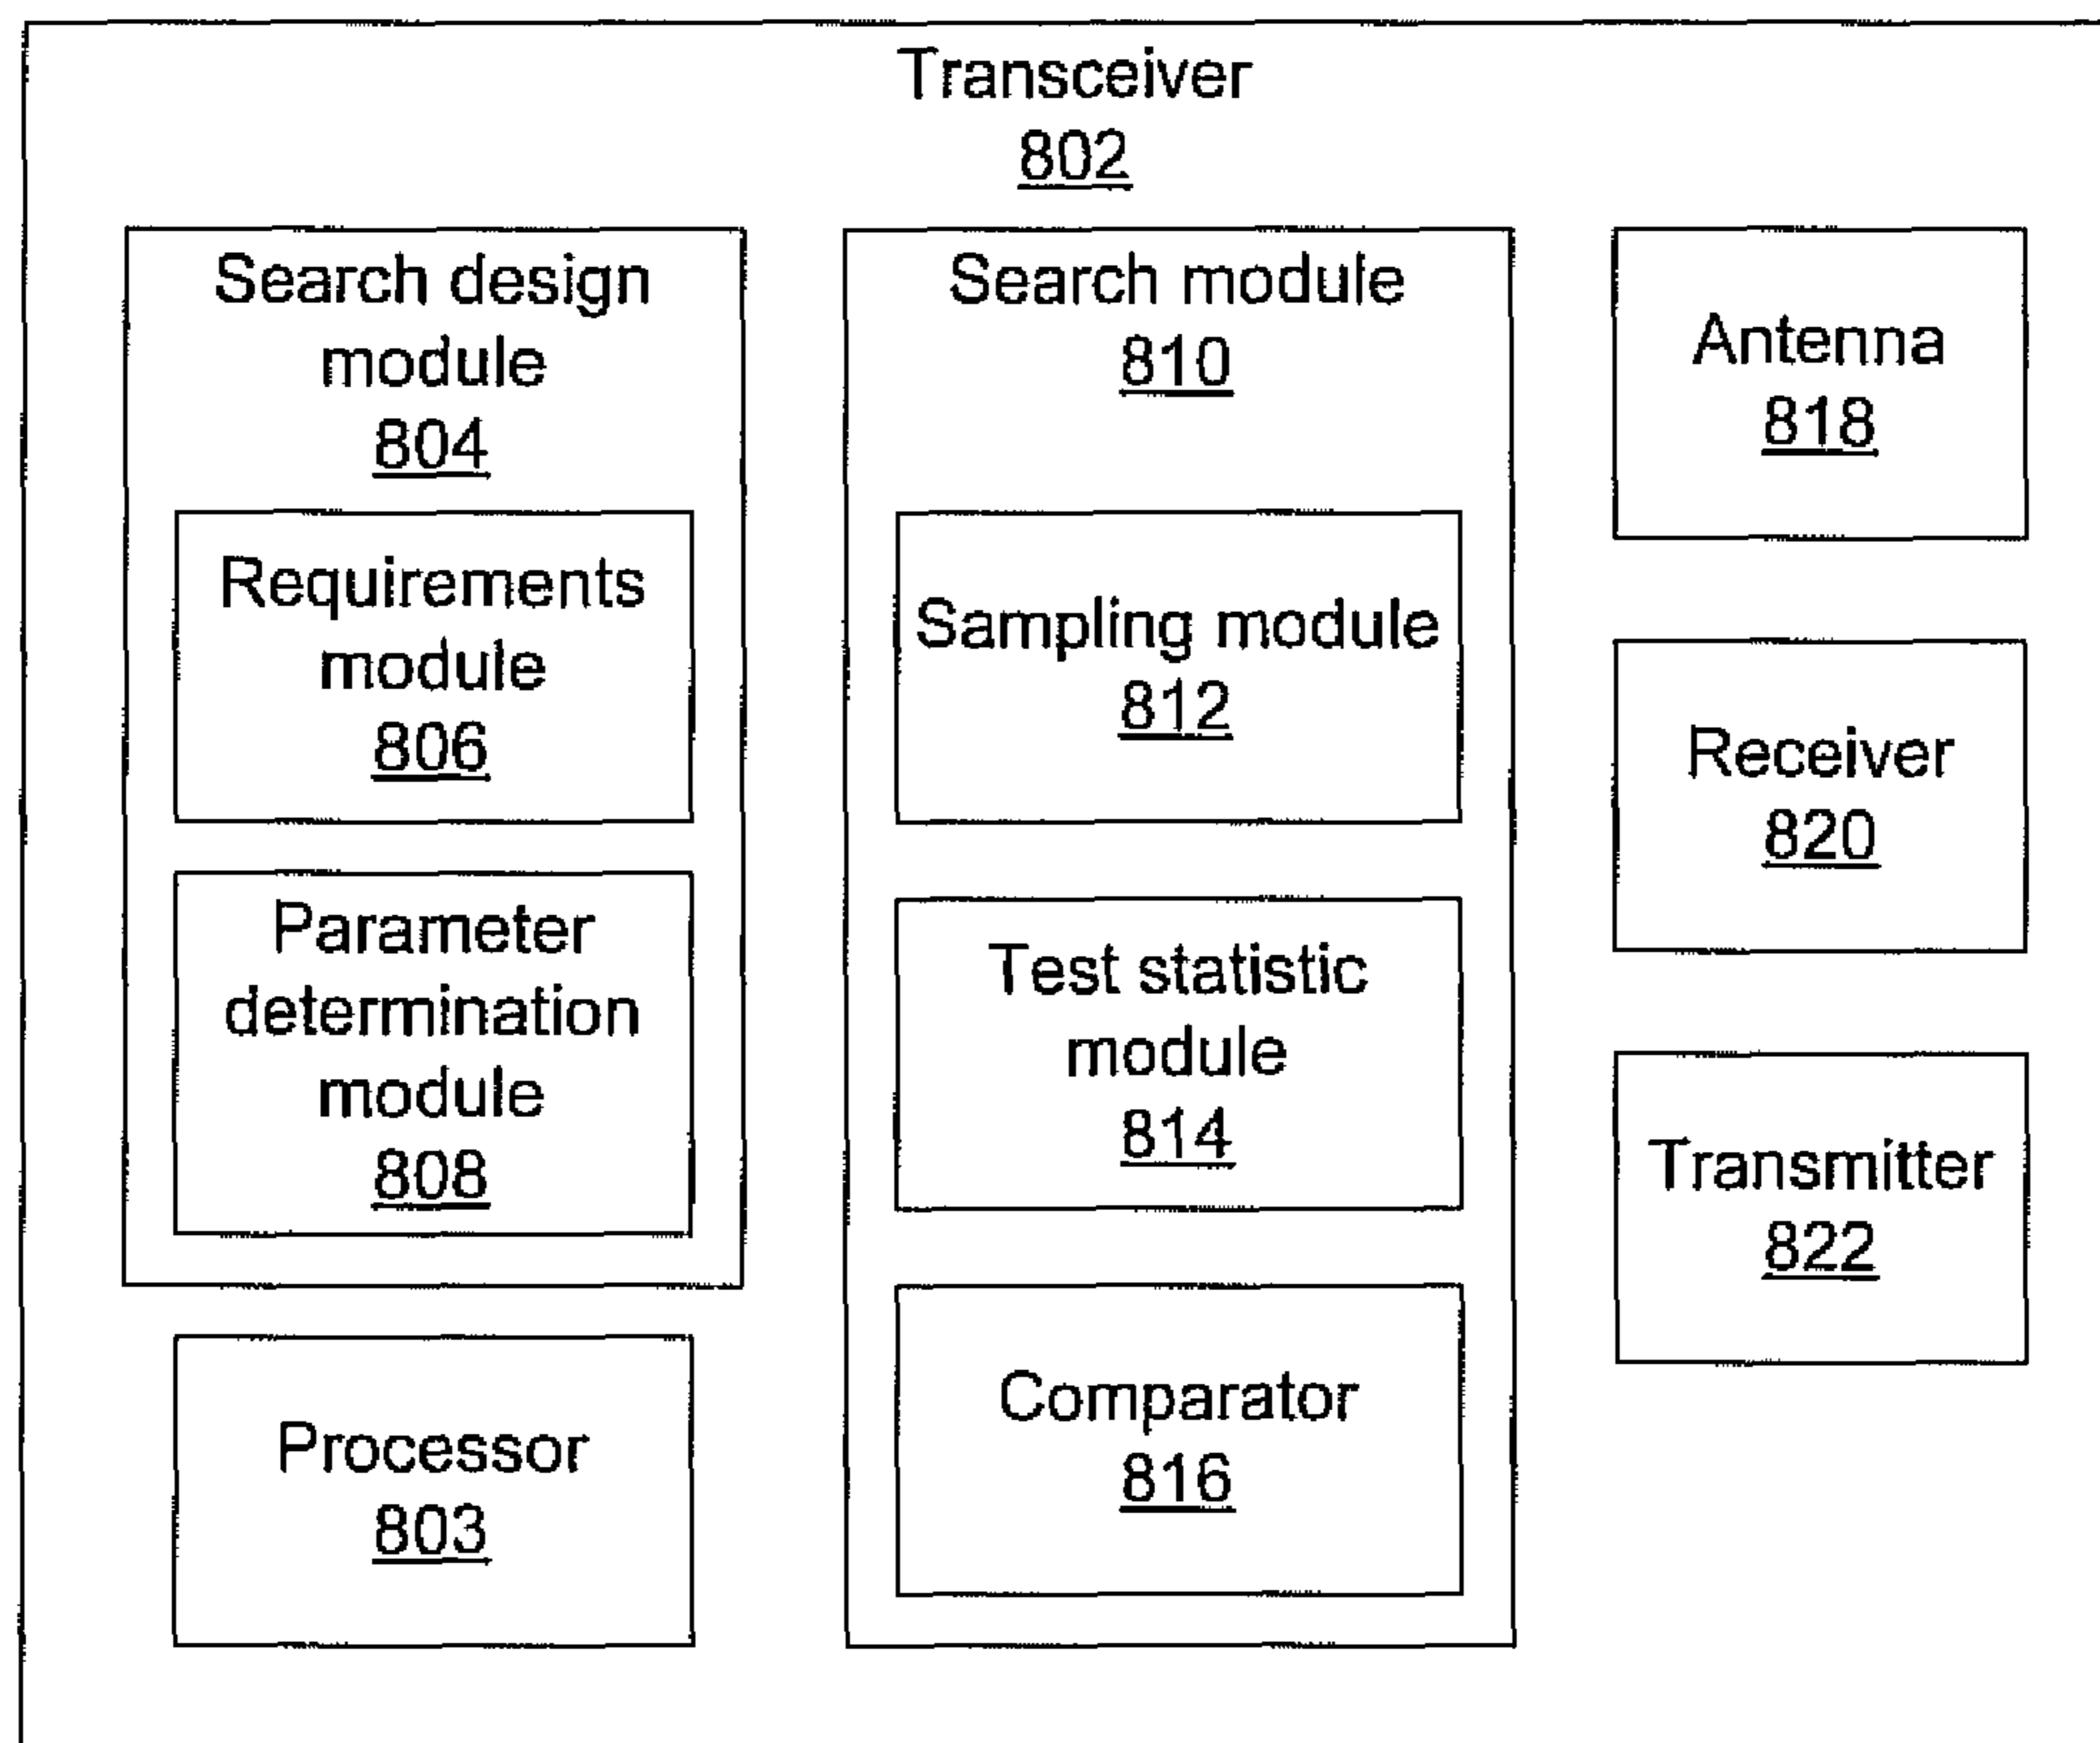 Transceiver
802
Search design
module
804
Requirements
module
806
Parameter
determination
module
808
Processor
803
Search module
810
Sampling module
812
Test statistic
module
814
Comparator
816
Antenna
818
Receiver
820
Transmitter
822